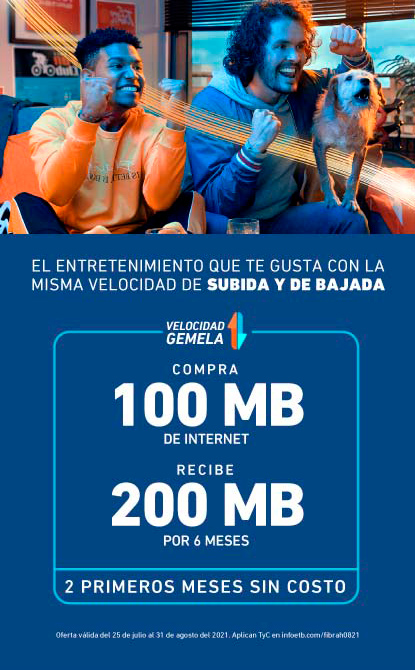 EL ENTRETENIMIENTO QUE TE GUSTA CON LA
MISMA VELOCIDAD DE SUBIDA Y DE BAJADA
VELOCIDAD
GEMELA
COMPRA
100 MB
DE INTERNET
RECIBE
200 MB
POR 6 MESES
2 PRIMEROS MESES SIN COSTO
Oferta válida del 25 de julio al 31 de agosto del 2021. Aplican TyC en infoetb.com/fibrah0821